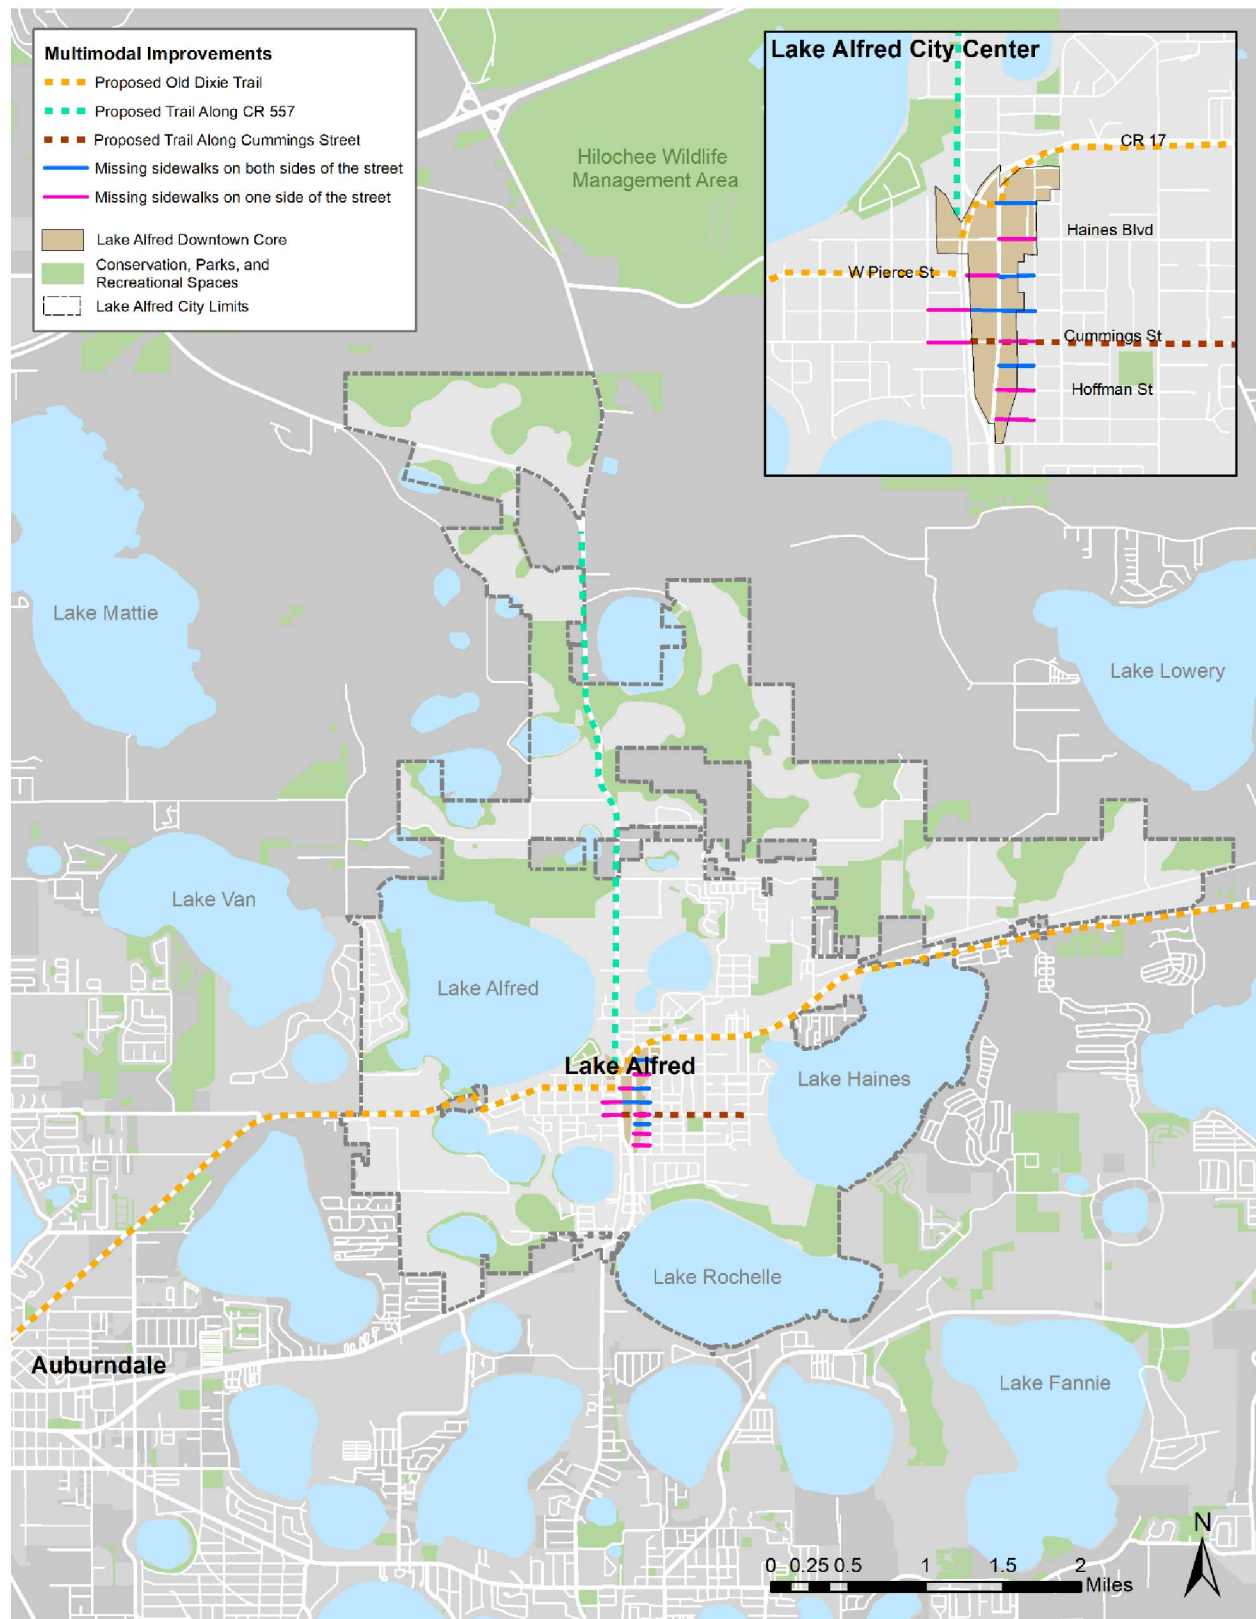 Multimodal Improvements
Proposed Old Dixie Trail
Proposed Trail Along CR 557
Proposed Trail Along Cummings Street
Missing sidewalks on both sides of the street
Missing sidewalks on one side of the street
Lake Alfred Downtown Core
Conservation, Parks, and
Recreational Spaces
Lake Alfred City Limits
Lake Alfred City Center
CR 17
Haines Blvd
W Pierce St
Cummings St
Hoffman St
Hilochee Wildlife
Management Area
Lake Mattie
Lake Lowery
Lake Van
Lake Alfred
Lake Alfred
Lake Haines
Lake Rochelle
Auburndale
Lake Fannie
N
0 0.25 0.5 1 1.5 2
Miles